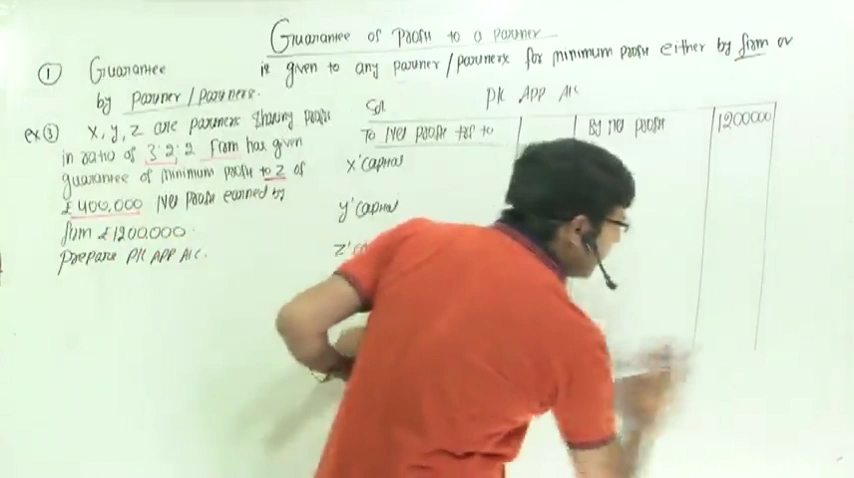 Guarantee of Profit to a Partner
① Guarantee is given to any partner/partners for minimum profit either by firm or
by partner/partners.
ex③ X, Y, Z are partners sharing profit
in ratio of 3:2:2 firm has given
guarantee of minimum profit to Z of
£400,000 Net profit earned by
firm £1200000.
Prepare P/L APP A/C.
Sol P/L APP A/C
To Net profit tsf to By net profit 1200000
X'capital
Y'capital
Z'